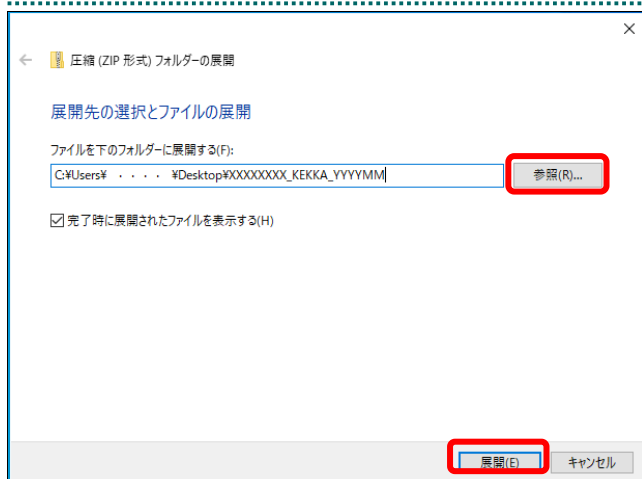 圧縮 (ZIP 形式) フォルダーの展開
展開先の選択とファイルの展開
ファイルを下のフォルダーに展開する(F):
C:¥Users¥ ・・・・ ¥Desktop¥XXXXXXXX_KEKKA_YYYYMM
参照(R)...
完了時に展開されたファイルを表示する(H)
展開(E)
キャンセル